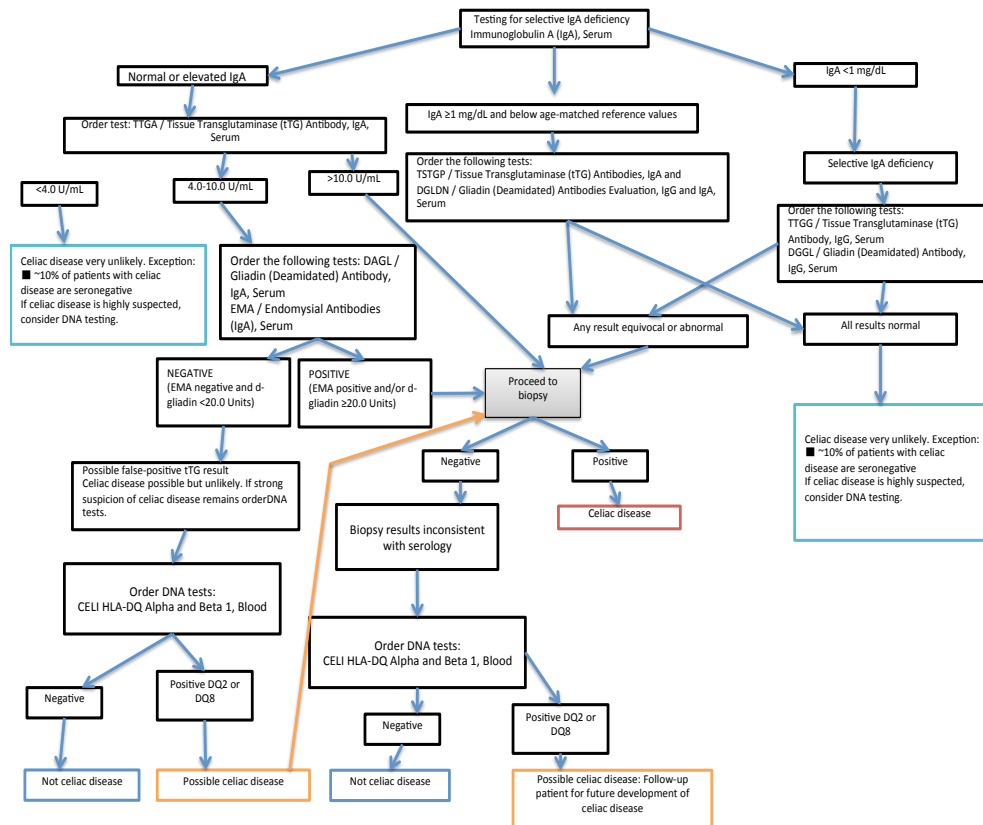 Testing for selective IgA deficiency
Immunoglobulin A (IgA), Serum
Normal or elevated IgA
IgA <1 mg/dL
IgA ≥1 mg/dL and below age-matched reference values
Order test: TTGA / Tissue Transglutaminase (tTG) Antibody, IgA,
Serum
Order the following tests:
TSTGP / Tissue Transglutaminase (tTG) Antibodies, IgA and
DGLDN / Gliadin (Deamidated) Antibodies Evaluation, IgG and IgA,
Serum
Selective IgA deficiency
<4.0 U/mL
4.0-10.0 U/mL
>10.0 U/mL
Order the following tests:
TTGG / Tissue Transglutaminase (tTG)
Antibody, IgG, Serum
DGGL / Gliadin (Deamidated) Antibody,
IgG, Serum
Celiac disease very unlikely. Exception:
■ ~10% of patients with celiac
disease are seronegative
If celiac disease is highly suspected,
consider DNA testing.
Order the following tests: DAGL /
Gliadin (Deamidated) Antibody,
IgA, Serum
EMA / Endomysial Antibodies
(IgA), Serum
Any result equivocal or abnormal
All results normal
NEGATIVE
(EMA negative and d-
gliadin <20.0 Units)
POSITIVE
(EMA positive and/or d-
gliadin ≥20.0 Units)
Proceed to
biopsy
Celiac disease very unlikely. Exception:
■ ~10% of patients with celiac
disease are seronegative
If celiac disease is highly suspected,
consider DNA testing.
Possible false-positive tTG result
Celiac disease possible but unlikely. If strong
suspicion of celiac disease remains orderDNA
tests.
Negative
Positive
Biopsy results inconsistent
with serology
Celiac disease
Order DNA tests:
CELI HLA-DQ Alpha and Beta 1, Blood
Order DNA tests:
CELI HLA-DQ Alpha and Beta 1, Blood
Negative
Positive DQ2 or
DQ8
Negative
Positive DQ2 or
DQ8
Not celiac disease
Possible celiac disease
Not celiac disease
Possible celiac disease: Follow-up
patient for future development of
celiac disease